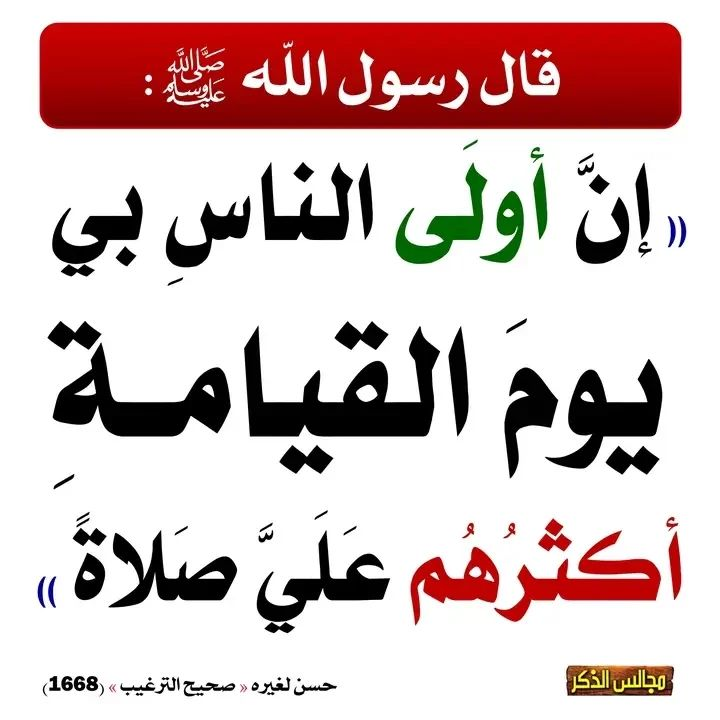 قال رسول الله ﷺ :
(( إنَّ أولَى الناسِ بي
يومَ القيامـةِ
أكثرُهُم عَلَيَّ صَلاةً ))
حسن لغيره « صحيح الترغيب » (1668)
مجالس الذكر